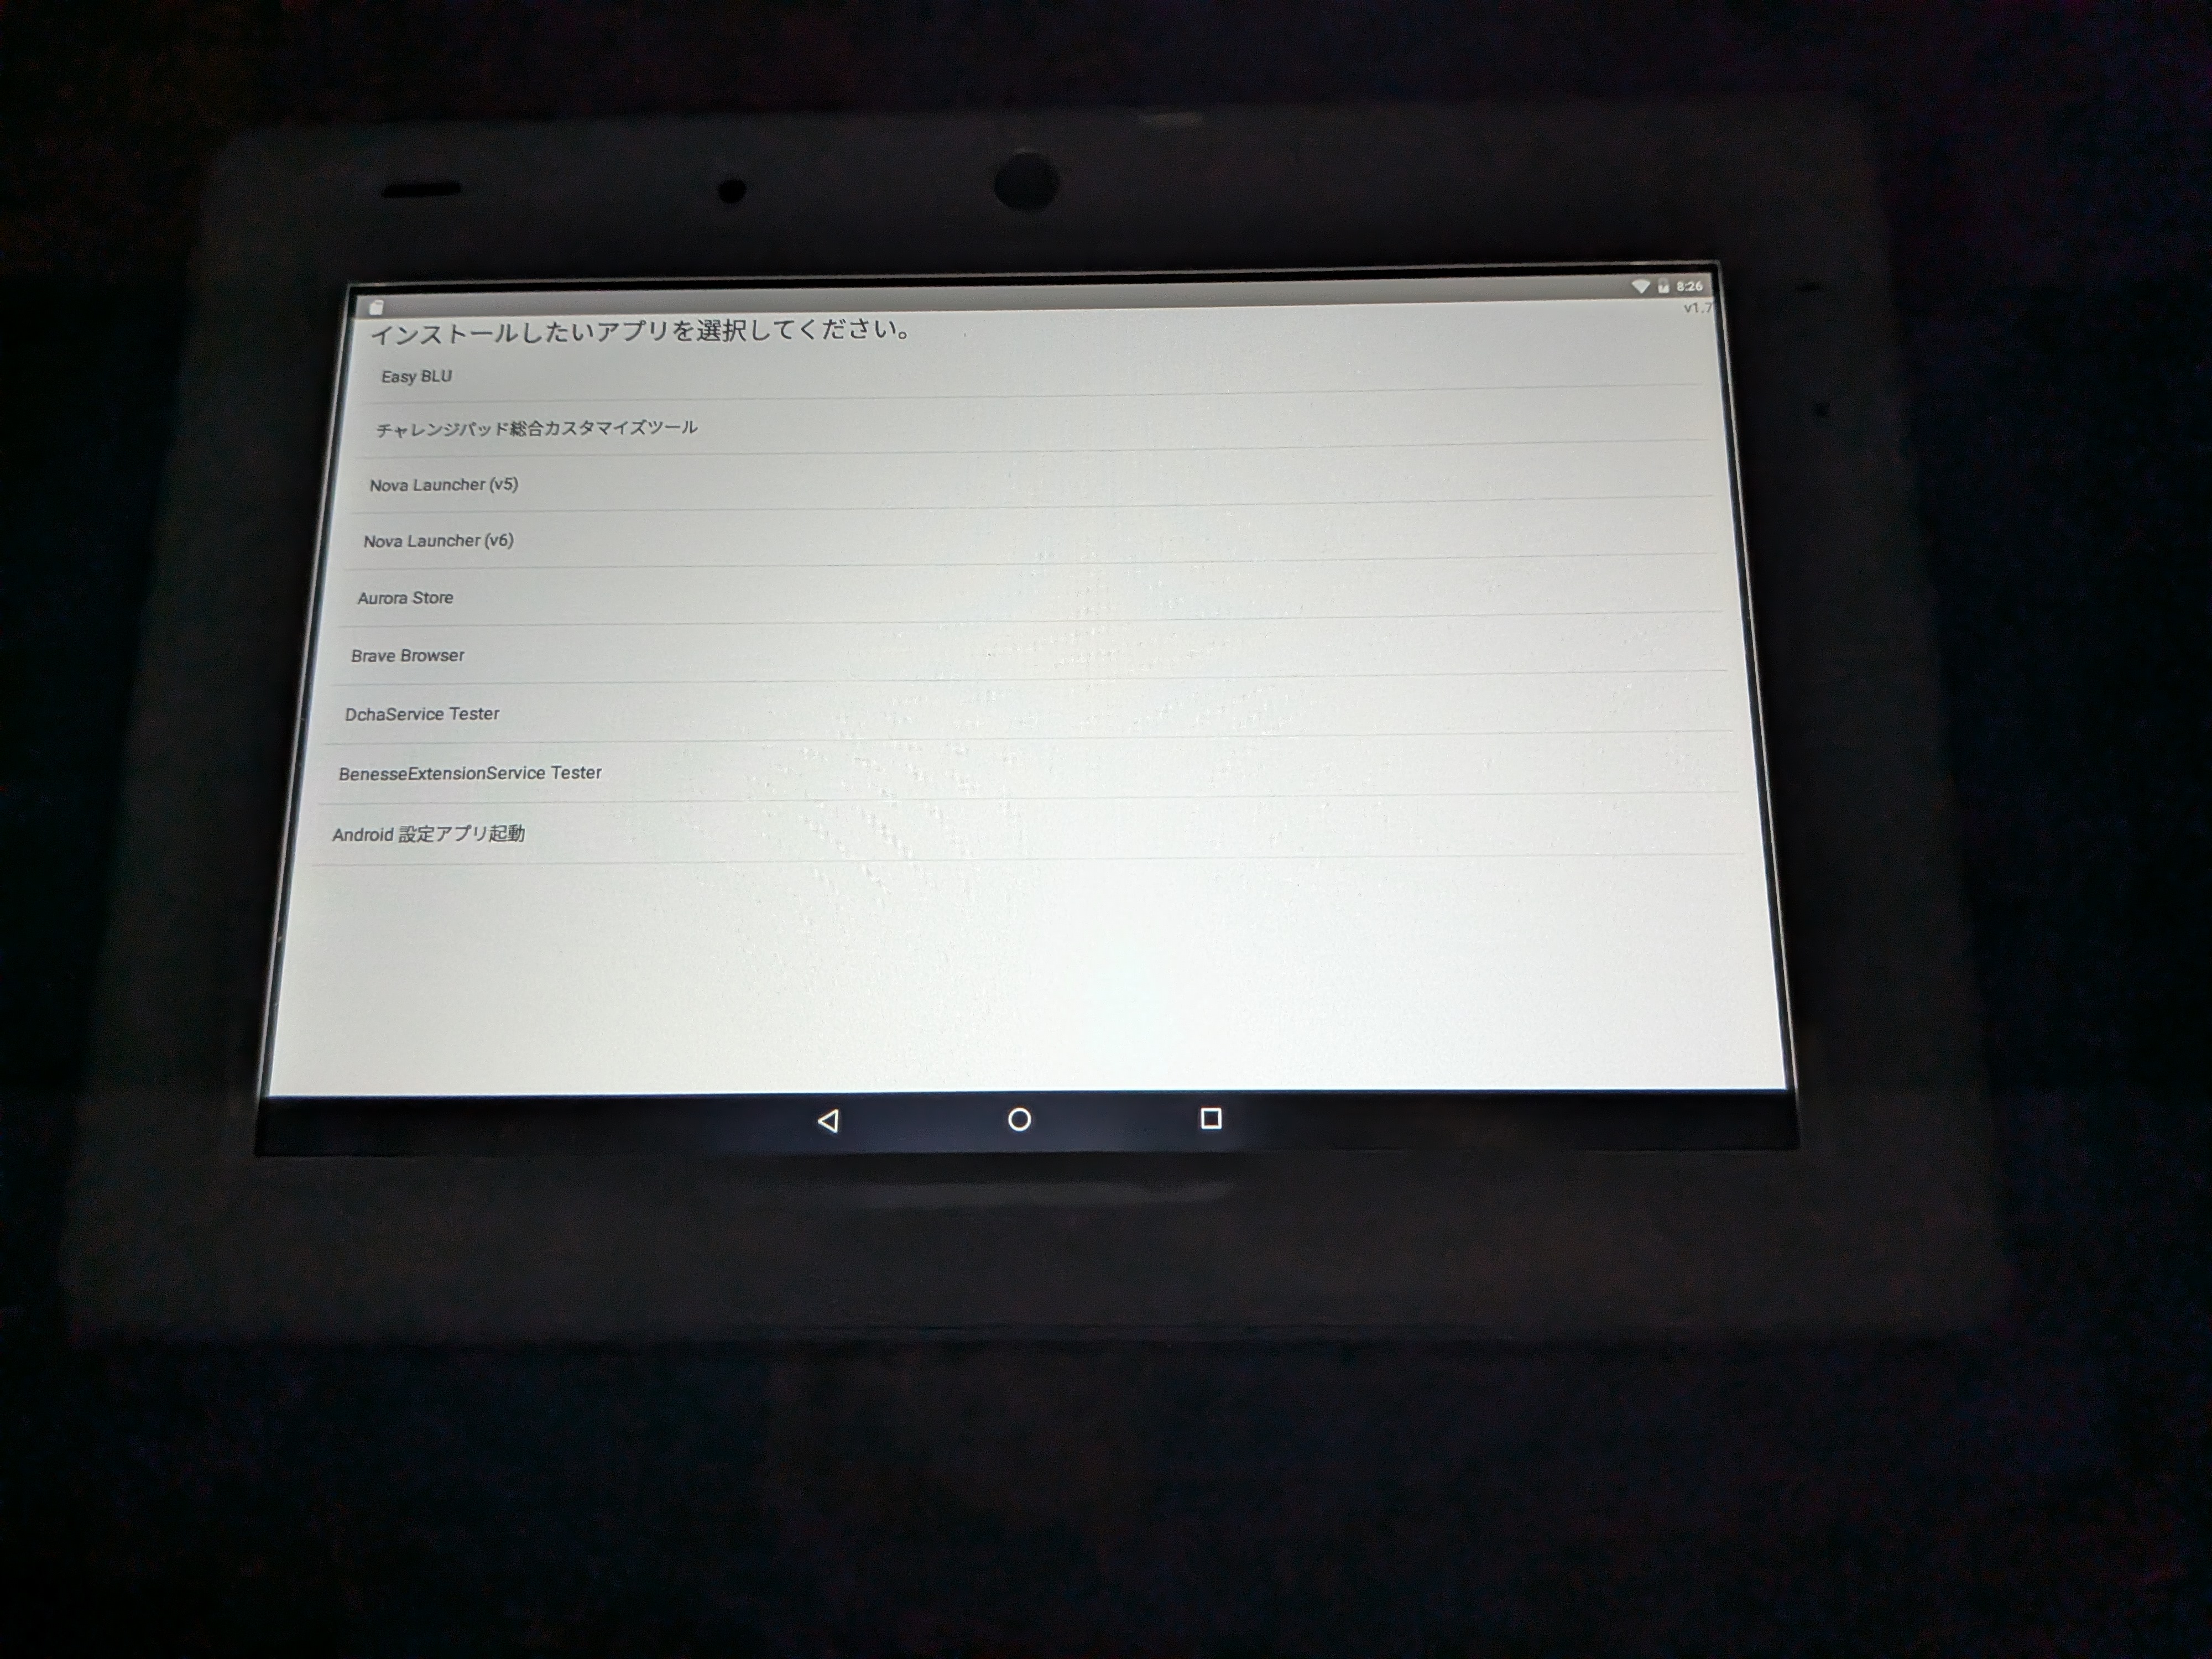 8:26
v1.7
インストールしたいアプリを選択してください。
Easy BLU
チャレンジパッド総合カスタマイズツール
Nova Launcher (v5)
Nova Launcher (v6)
Aurora Store
Brave Browser
DchaService Tester
BenesseExtensionService Tester
Android 設定アプリ起動